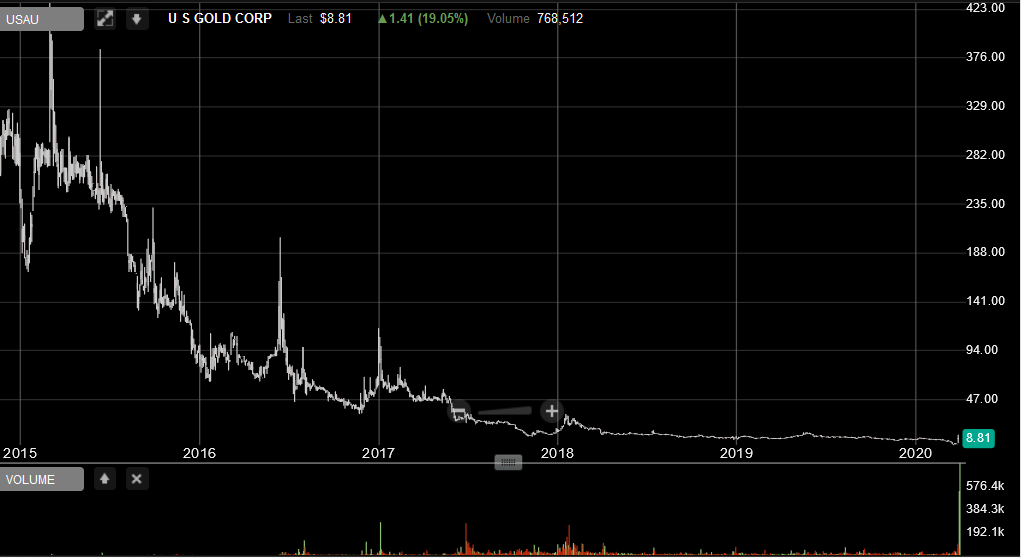 USAU U S GOLD CORP Last $8.81 ▲1.41 (19.05%) Volume 768,512
423.00
376.00
329.00
282.00
235.00
188.00
141.00
94.00
47.00
8.81
2015 2016 2017 2018 2019 2020
VOLUME
576.4k
384.3k
192.1k